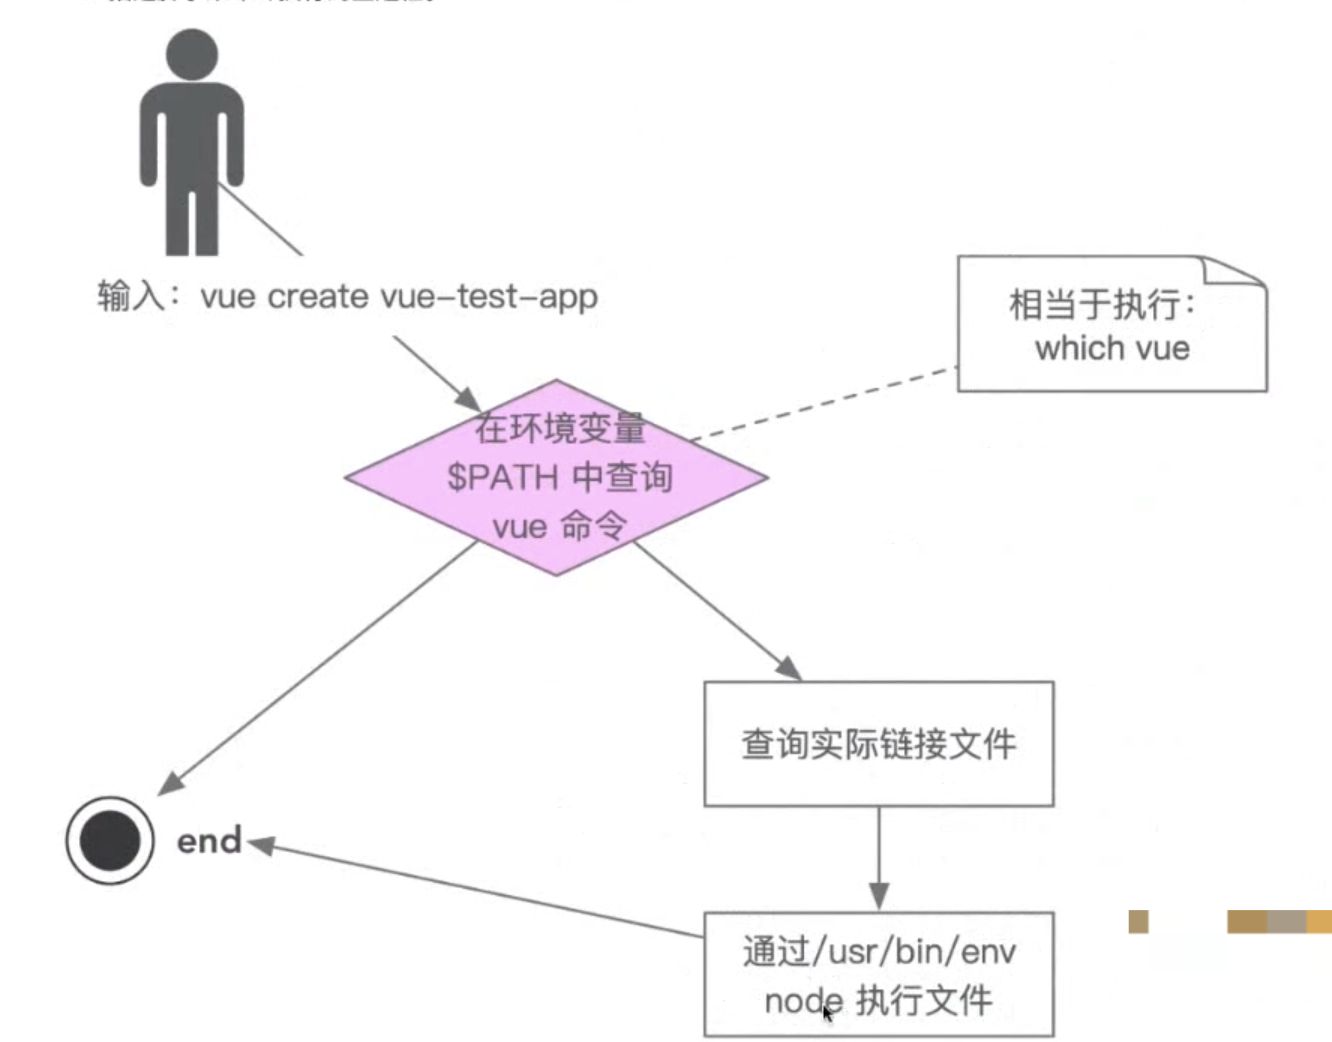 输入：vue create vue-test-app
相当于执行：
which vue
在环境变量
$PATH 中查询
vue 命令
查询实际链接文件
end
通过/usr/bin/env
node 执行文件